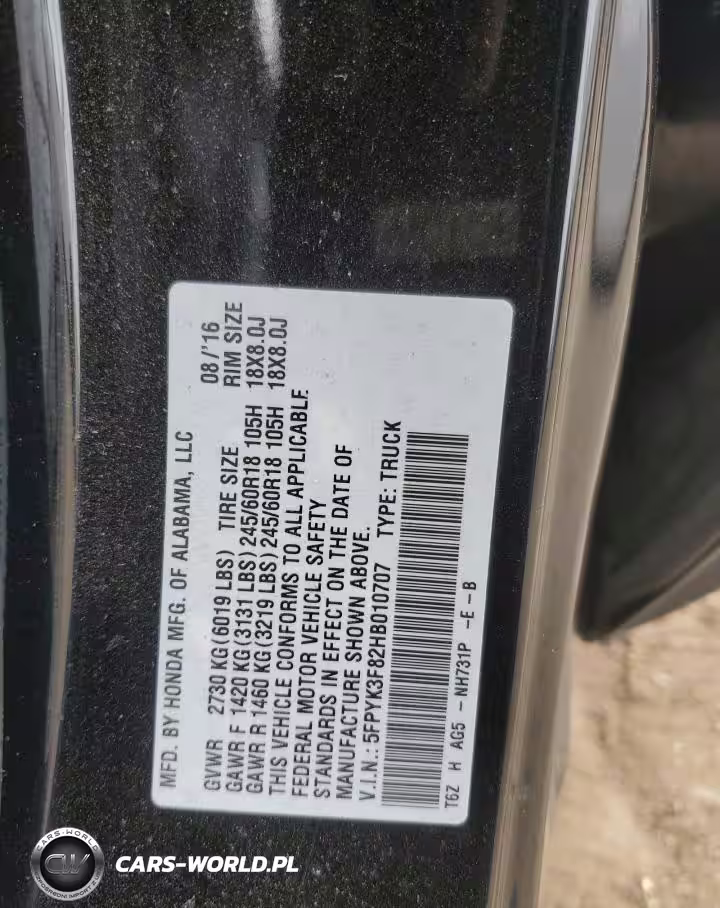 MFD. BY HONDA MFG. OF ALABAMA, LLC 08/'16
GVWR 2730 KG (6019 LBS) TIRE SIZE RIM SIZE
GAWR F 1420 KG (3131 LBS) 245/60R18 105H 18X8.0J
GAWR R 1460 KG (3219 LBS) 245/60R18 105H 18X8.0J
THIS VEHICLE CONFORMS TO ALL APPLICABLE
FEDERAL MOTOR VEHICLE SAFETY
STANDARDS IN EFFECT ON THE DATE OF
MANUFACTURE SHOWN ABOVE.
V.I.N.: 5FPYK3F82HB010707 TYPE: TRUCK
T6Z H AG5 - NH731P -E-B
CARS-WORLD
CW
CARS-WORLD.PL